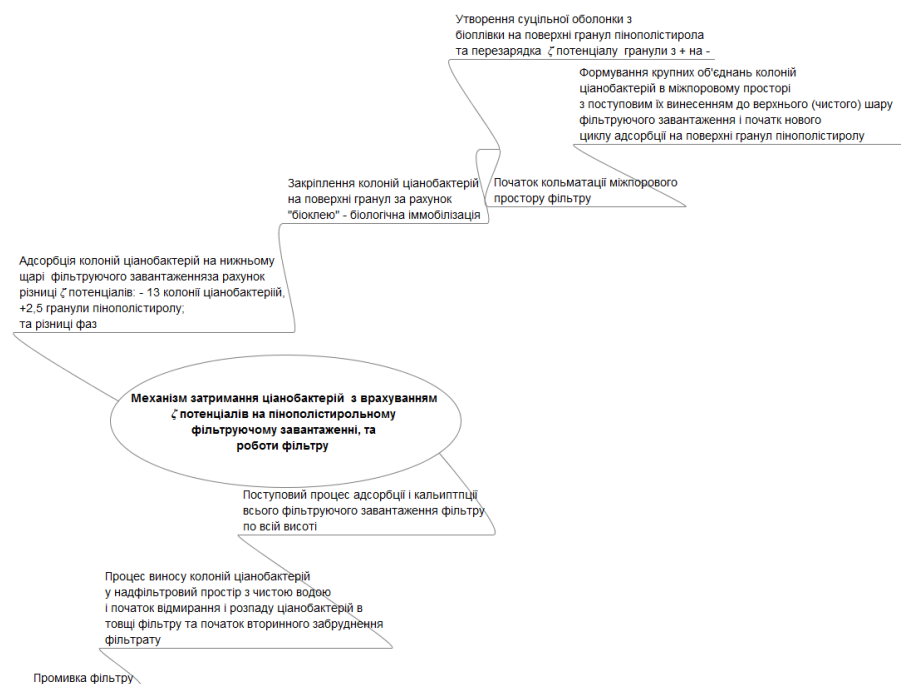 Утворення суцільної оболонки з
біоплівки на поверхні гранул пінополістирола
та перезарядка ζ потенціалу гранули з + на -
Формування крупних об'єднань колоній
ціанобактерій в міжпоровому просторі
з поступовим їх винесенням до верхнього (чистого) шару
фільтруючого завантаження і початк нового
циклу адсорбції на поверхні гранул пінополістиролу
Закріплення колоній ціанобактерій
на поверхні гранул за рахунок
"біоклею" - біологічна іммобілізація
Початок кольматації міжпорового
простору фільтру
Адсорбція колоній ціанобактерій на нижньому
щарі фільтруючого завантаженняза рахунок
різниці ζ потенціалів: - 13 колонії ціанобактеріій,
+2,5 гранули пінополістиролу;
та різниці фаз
Механізм затримання ціанобактерій з врахуванням
ζ потенціалів на пінополістирольному
фільтруючому завантаженні, та
роботи фільтру
Поступовий процес адсорбції і кальиптпції
всього фільтруючого завантаження фільтру
по всій висоті
Процес виносу колоній ціанобактерій
у надфільтровий простір з чистою водою
і початок відмирання і розпаду ціанобактерій в
товщі фільтру та початок вторинного забруднення
фільтрату
Промивка фільтру